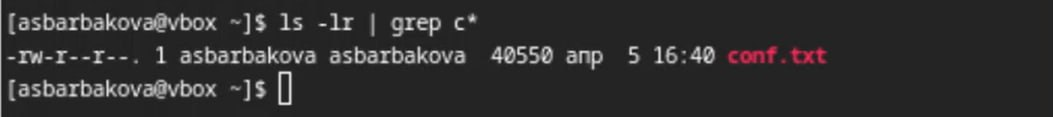 [asbarbakova@vbox ~]$ ls -lr | grep c*
-rw-r--r--. 1 asbarbakova asbarbakova  40550 апр  5 16:40 conf.txt
[asbarbakova@vbox ~]$